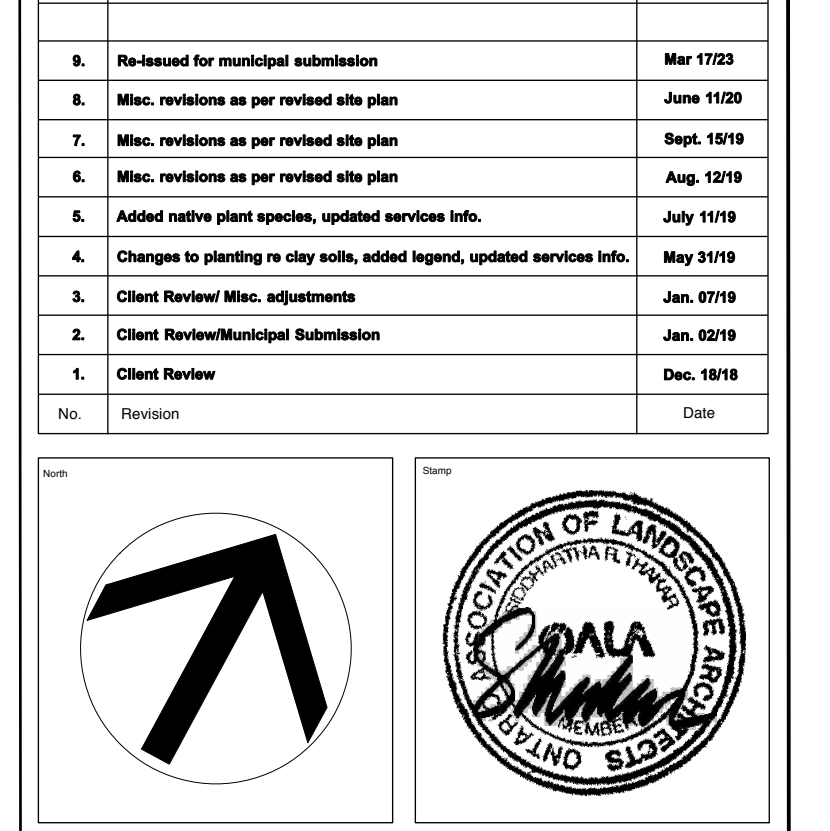 9. Re-issued for municipal submission Mar 17/23
8. Misc. revisions as per revised site plan June 11/20
7. Misc. revisions as per revised site plan Sept. 15/19
6. Misc. revisions as per revised site plan Aug. 12/19
5. Added native plant species, updated services info. July 11/19
4. Changes to planting re clay soils, added legend, updated services info. May 31/19
3. Client Review/ Misc. adjustments Jan. 07/19
2. Client Review/Municipal Submission Jan. 02/19
1. Client Review Dec. 18/18
No. Revision Date
North
Stamp
ONTARIO ASSOCIATION OF LANDSCAPE ARCHITECTS
SIDDHARTHA R. THAKAR
OALA
MEMBER